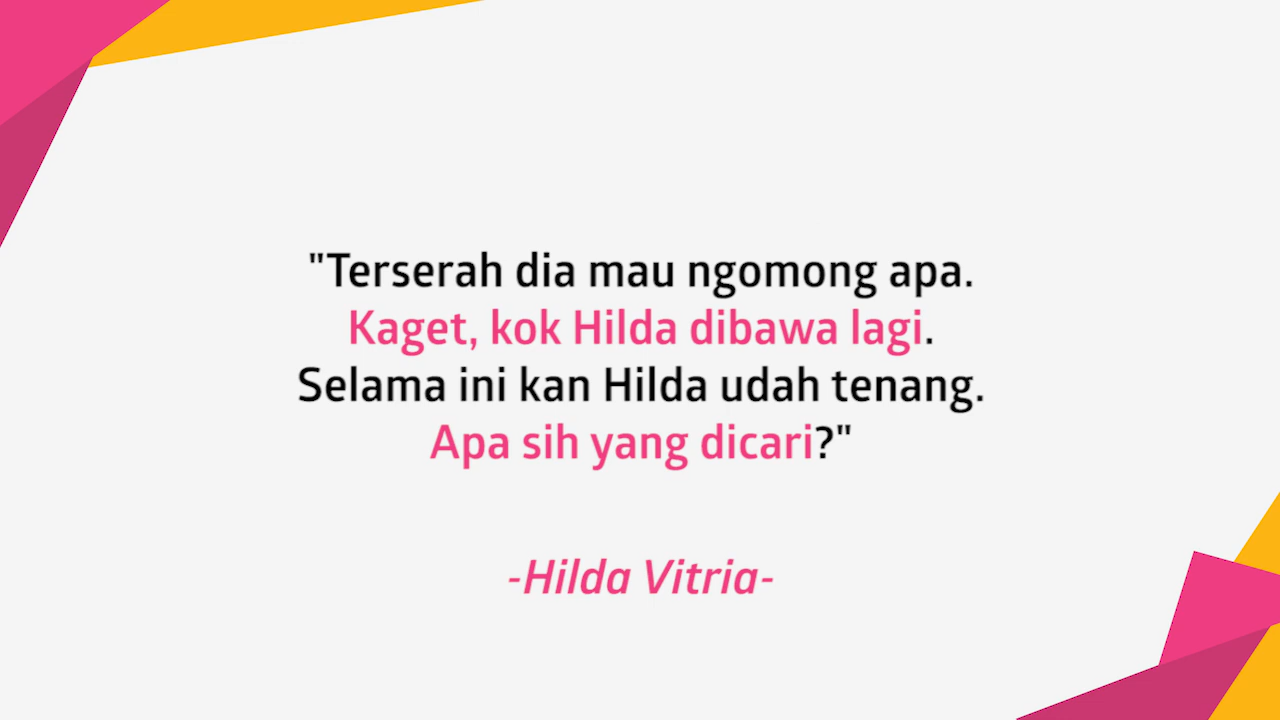 "Terserah dia mau ngomong apa.
Kaget, kok Hilda dibawa lagi.
Selama ini kan Hilda udah tenang.
Apa sih yang dicari?"
-Hilda Vitria-